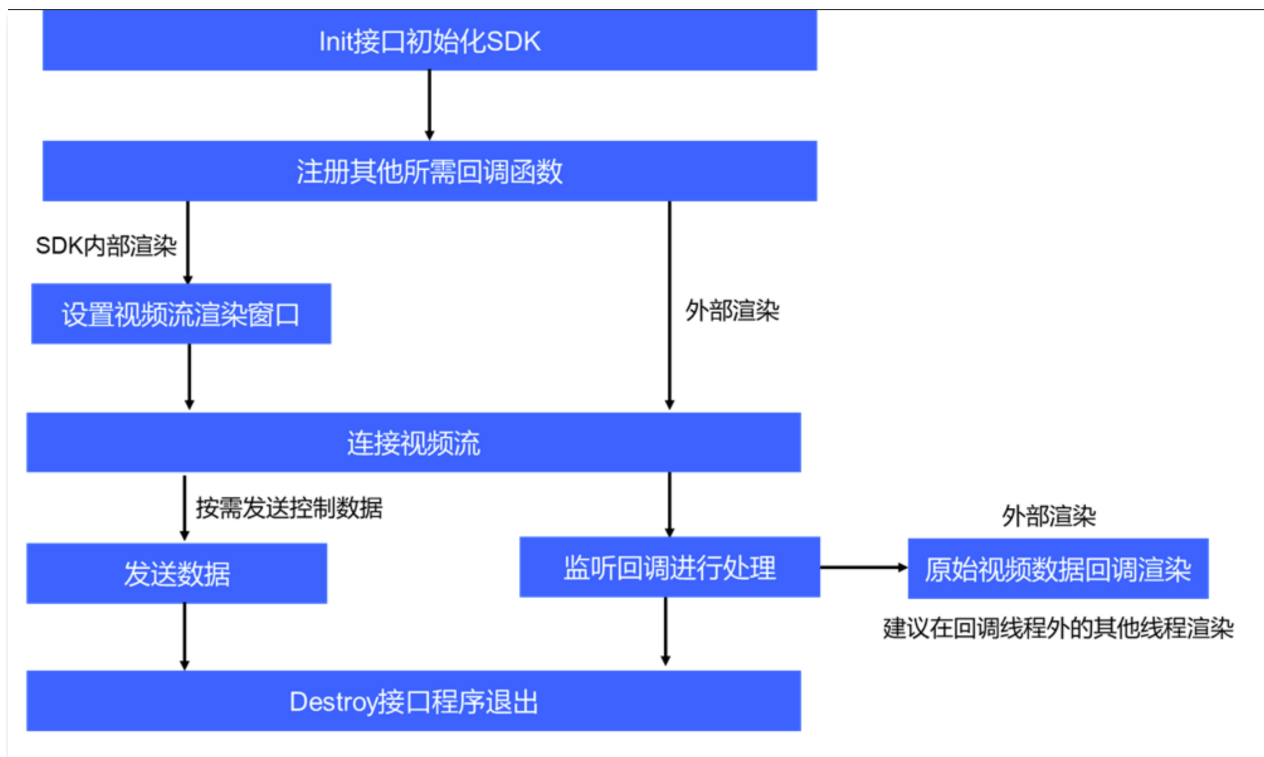 Init接口初始化SDK
注册其他所需回调函数
SDK内部渲染
设置视频流渲染窗口
外部渲染
连接视频流
按需发送控制数据
外部渲染
发送数据
监听回调进行处理
原始视频数据回调渲染
建议在回调线程外的其他线程渲染
Destroy接口程序退出